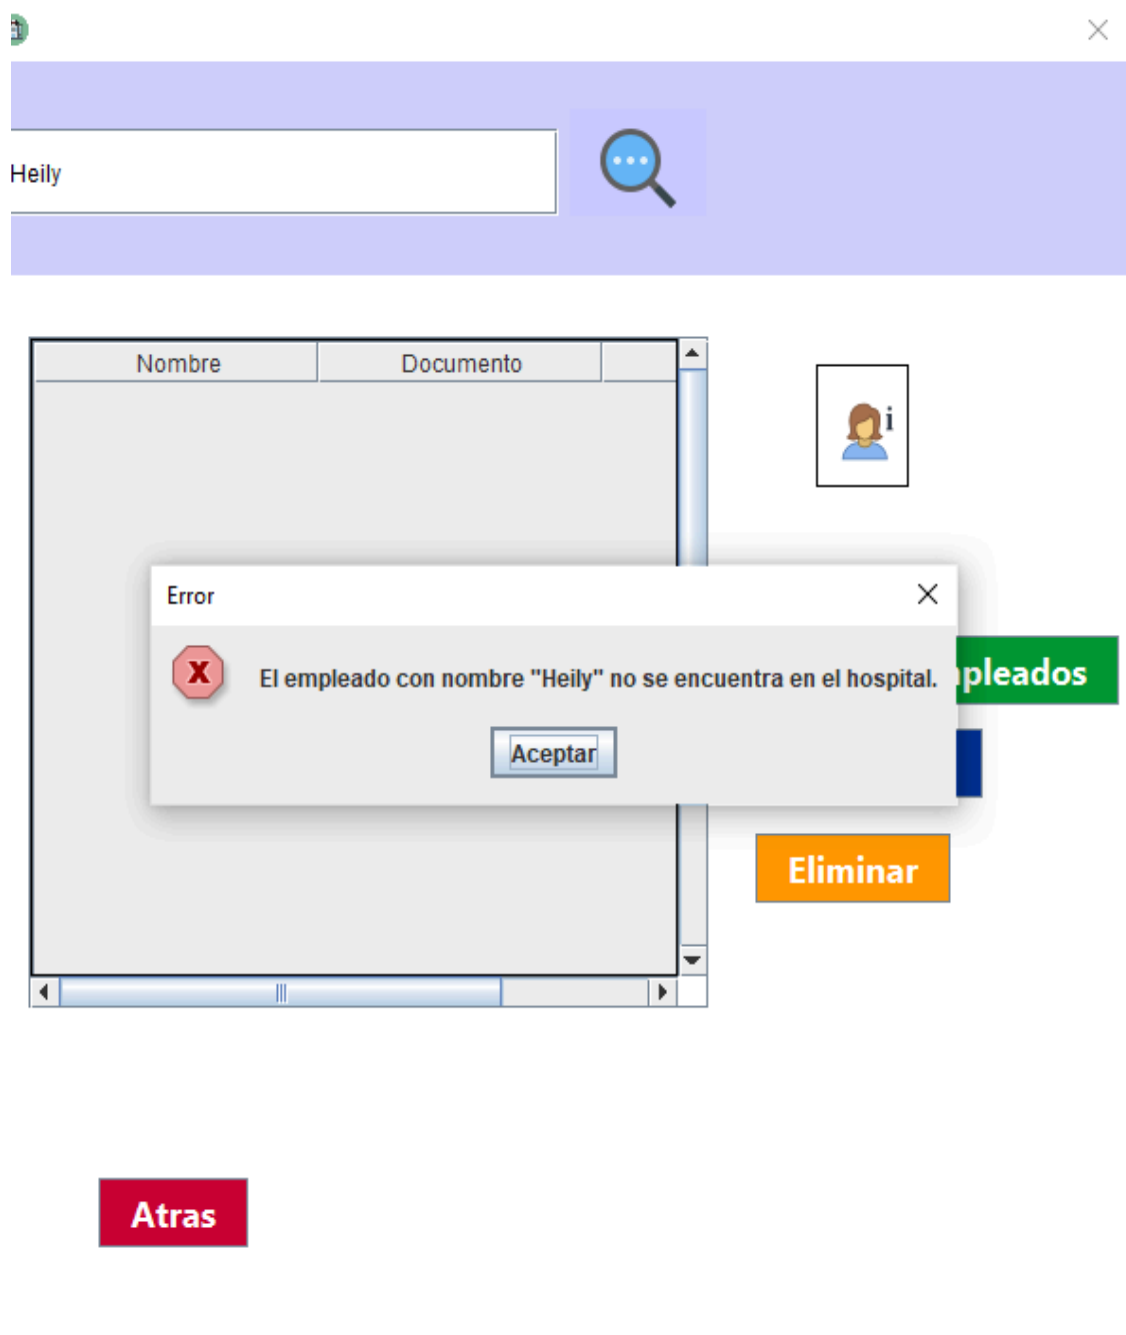 Heily
Nombre Documento
i
Error
x
El empleado con nombre "Heily" no se encuentra en el hospital.
pleados
Aceptar
Eliminar
Atras